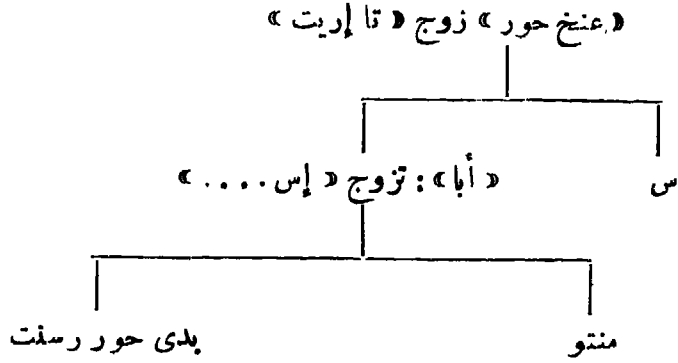 « عنخ حور » زوج « تا إريت »
س
« أبا » : تزوج « إس . . . . »
منتو
بدى حور رسنت